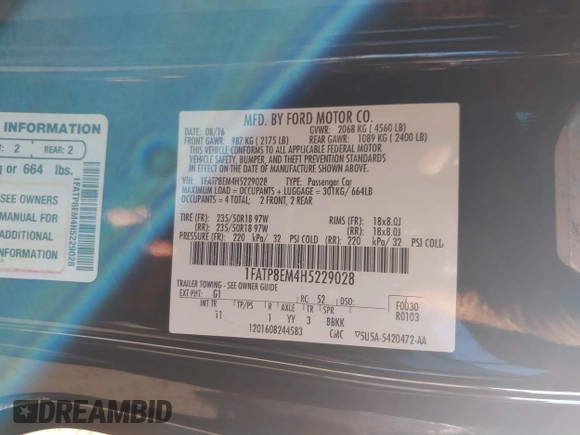 INFORMATION
T: 2 REAR: 2
g or 664 lbs.
SEE OWNERS
MANUAL FOR
ADDITIONAL
INFORMATION
1FATP8EM4H5229028
MFD. BY FORD MOTOR CO.
DATE: 08/16 GVWR: 2068 KG (4560 LB)
FRONT GAWR: 987 KG (2175 LB) REAR GAWR: 1089 KG (2400 LB)
THIS VEHICLE CONFORMS TO ALL APPLICABLE FEDERAL MOTOR
VEHICLE SAFETY, BUMPER, AND THEFT PREVENTION STANDARDS
IN EFFECT ON THE DATE OF MANUFACTURE SHOWN ABOVE.
VIN: 1FATP8EM4H5229028 TYPE: Passenger Car
MAXIMUM LOAD = OCCUPANTS + LUGGAGE = 301KG / 664LB
OCCUPANTS = 4 TOTAL: 2 FRONT, 2 REAR
TIRE (FR): 235/50R18 97W RIMS (FR): 18x8.0J
(RR): 235/50R18 97W (RR): 18x8.0J
PRESSURE (FR): 220 kPa/ 32 PSI COLD (RR): 220 kPa/ 32 PSI COLD
1FATP8EM4H5229028
TRAILER TOWING - SEE OWNER GUIDE
EXT PNT: G1 RC: 52 DSO: F0030
INT TR TP/PS R AXLE TR SPR R0103
11 1 YY 3 BBKK
1201608244583 CMC 5U5A-5420472-AA
DREAMBID